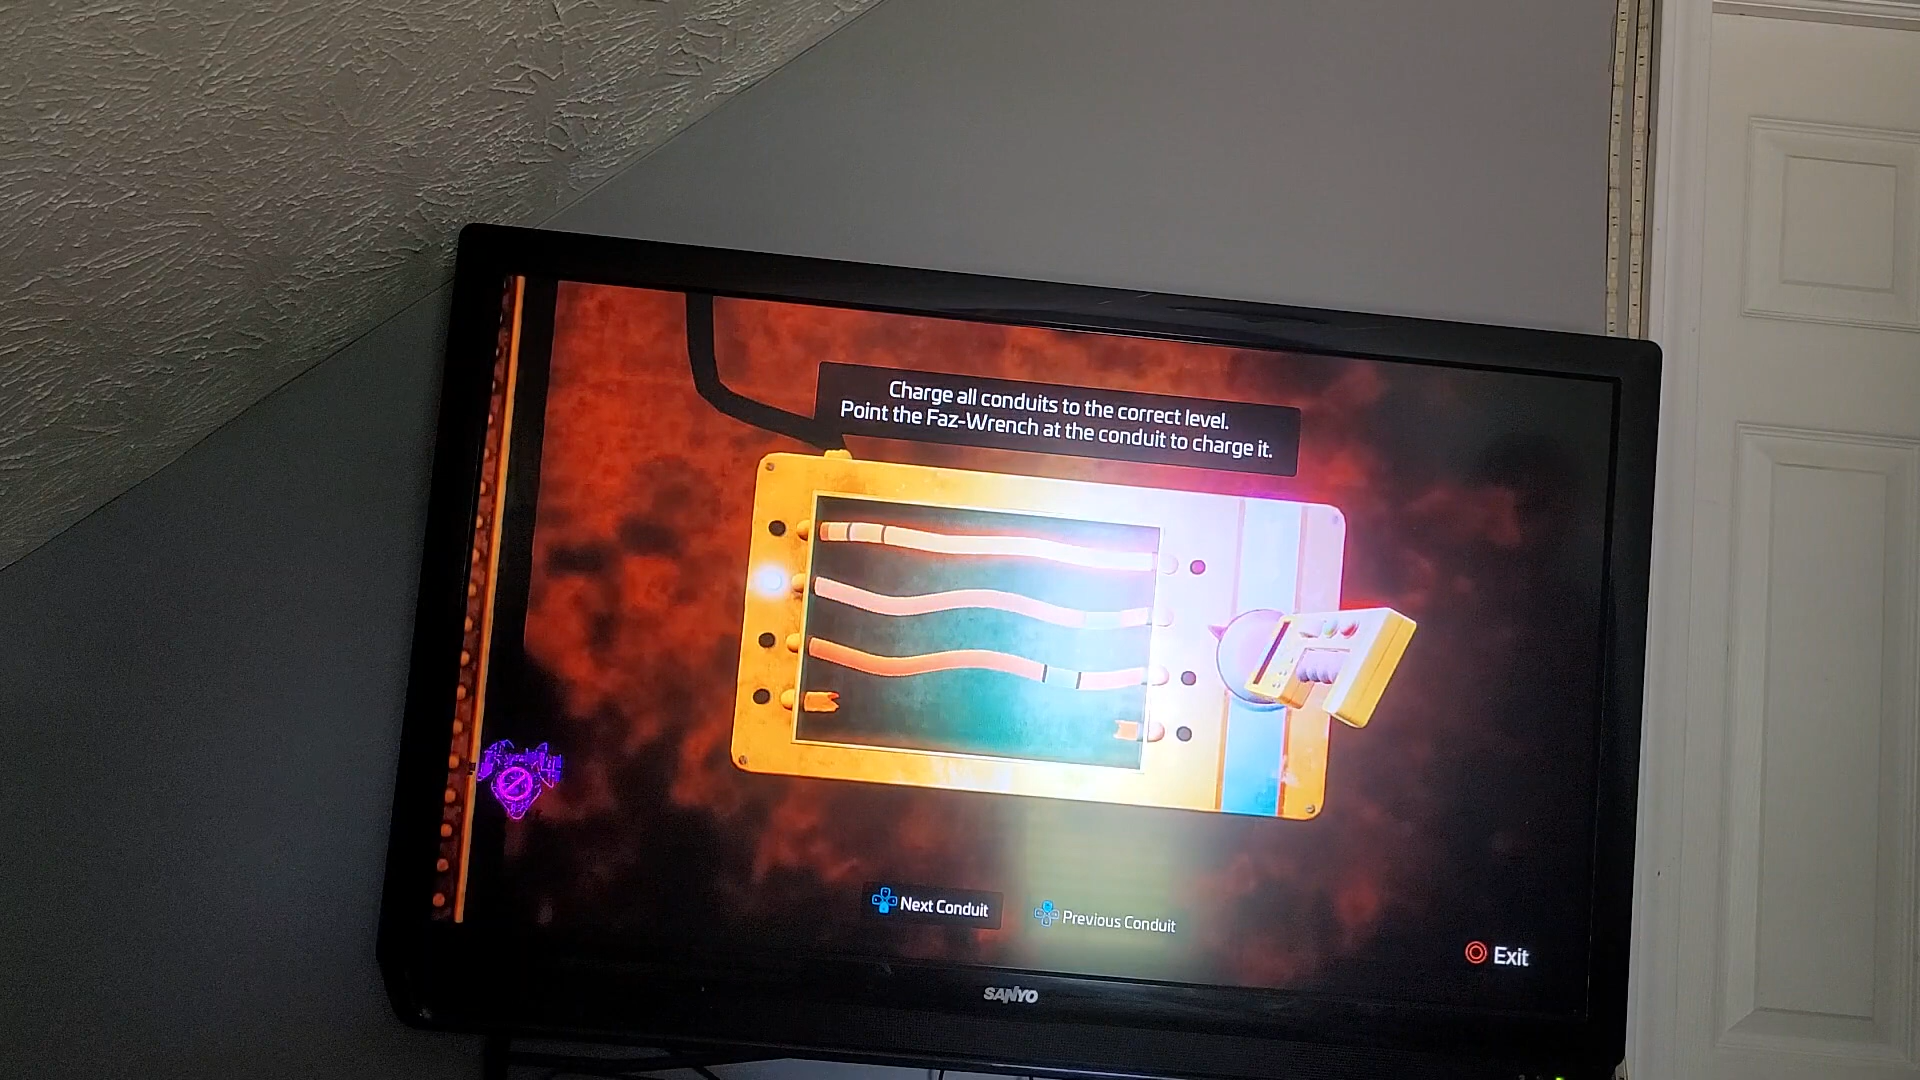 Charge all conduits to the correct level.
Point the Faz-Wrench at the conduit to charge it.
Next Conduit
Previous Conduit
Exit
SANYO